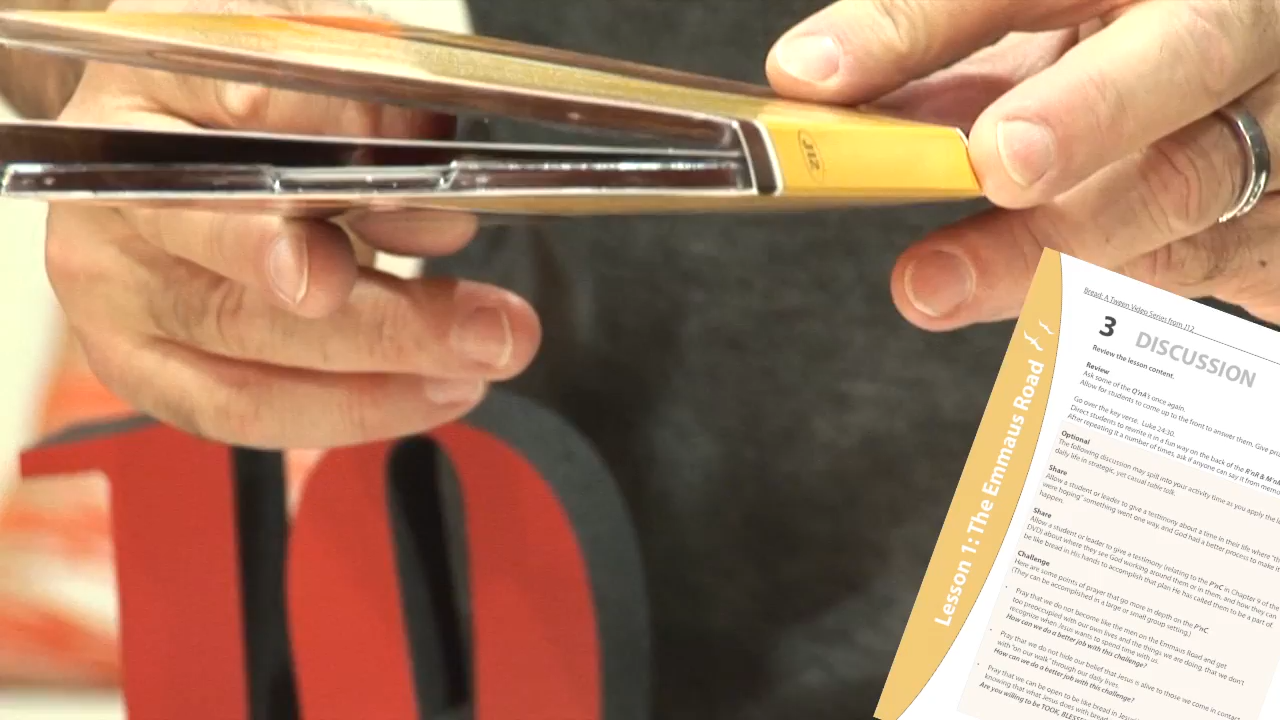 J12
10
Bread: A Tween Video Series from J12
3 DISCUSSION
Review the lesson content.
Review
Ask some of the Q'nA's once again.
Allow for students to come up to the front to answer them. Give
Go over the key verse. Luke 24:30.
Direct students to rewrite it in a fun way on the back of the R'nR & M'n
After repeating it a number of times, ask if anyone can say it from
Optional
The following discussion may spill into your activity time as you apply the
daily life in strategic, yet casual table talk.
Share
Allow a student or leader to give a testimony about a time in their life where
were hoping" something went one way, and God had a better process to make it
happen.
Share
Allow a student or leader to give a testimony (relating to the P'nC in Chapter 9 of the
DVD) about where they see God working around them or in them, and how they can
be like bread in His hands to accomplish that plan He has called them to be a part of
Challenge
Here are some points of prayer that go more in depth on the P'nC
(They can be accomplished in a large or small group setting.)
• Pray that we do not become like the men on the Emmaus Road and get
too preoccupied with our own lives and the things we are doing, that we don't
recognize when Jesus wants to spend time with us.
How can we do a better job with this challenge?
• Pray that we do not hide our belief that Jesus is alive to those we come in contact
with "on our walk" through our daily lives.
How can we do a better job with this challenge?
• Pray that we can be open to be like bread in
knowing that what Jesus does with
Are you willing to be TOOK,
Lesson 1: The Emmaus Road